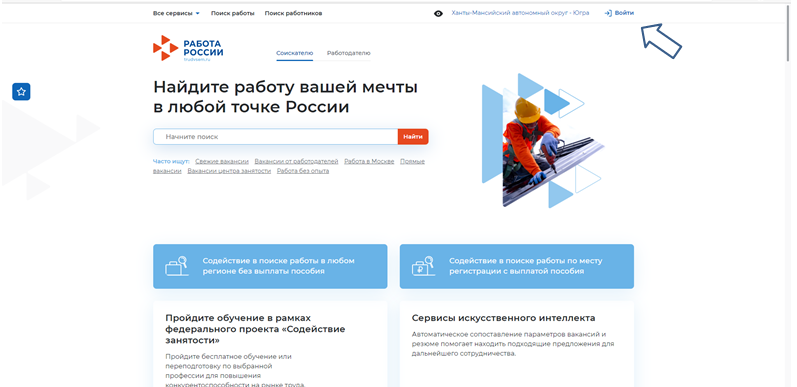 Все сервисы
Поиск работы
Поиск работников
Ханты-Мансийский автономный округ - Югра
Войти
РАБОТА
РОССИИ
trudvsem.ru
Соискателю
Работодателю
Найдите работу вашей мечты
в любой точке России
Начните поиск
Найти
Часто ищут: Свежие вакансии Вакансии от работодателей Работа в Москве Прямые
вакансии Вакансии центра занятости Работа без опыта
Содействие в поиске работы в любом
регионе без выплаты пособия
Содействие в поиске работы по месту
регистрации с выплатой пособия
Пройдите обучение в рамках
федерального проекта «Содействие
занятости»
Пройдите бесплатное обучение или
переподготовку по выбранной
профессии для повышения
конкурентоспособности на рынке труда.
Сервисы искусственного интеллекта
Автоматическое сопоставление параметров вакансий и
резюме помогает находить подходящие предложения для
дальнейшего сотрудничества.